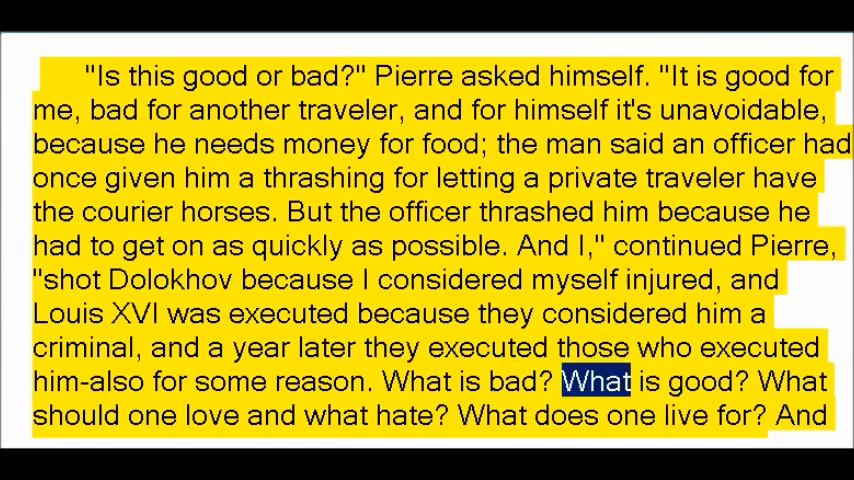 "Is this good or bad?" Pierre asked himself. "It is good for
me, bad for another traveler, and for himself it's unavoidable,
because he needs money for food; the man said an officer had
once given him a thrashing for letting a private traveler have
the courier horses. But the officer thrashed him because he
had to get on as quickly as possible. And I," continued Pierre,
"shot Dolokhov because I considered myself injured, and
Louis XVI was executed because they considered him a
criminal, and a year later they executed those who executed
him-also for some reason. What is bad? What is good? What
should one love and what hate? What does one live for? And